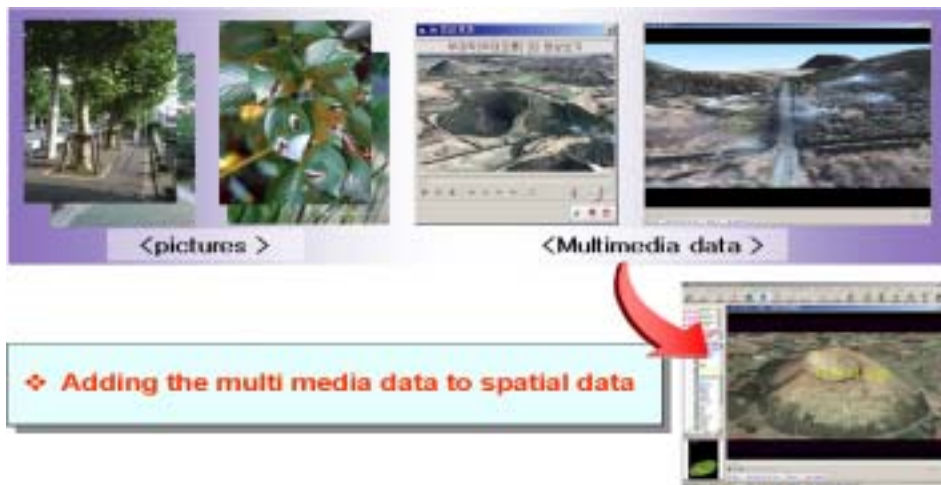 <pictures >
<Multimedia data >
❖ Adding the multi media data to spatial data